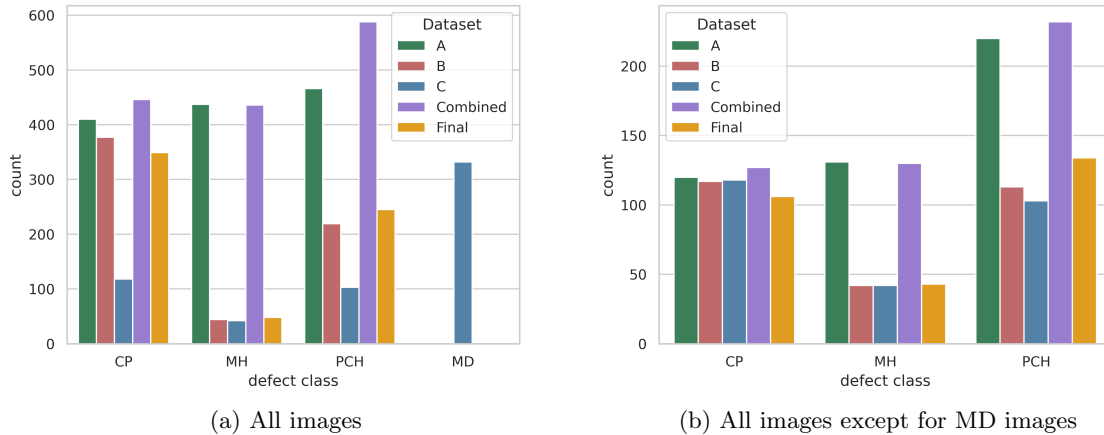 600
500
400
300
200
100
0
count
CP
MH
PCH
MD
defect class
Dataset
A
B
C
Combined
Final
(a) All images
200
150
100
50
0
count
CP
MH
PCH
defect class
Dataset
A
B
C
Combined
Final
(b) All images except for MD images